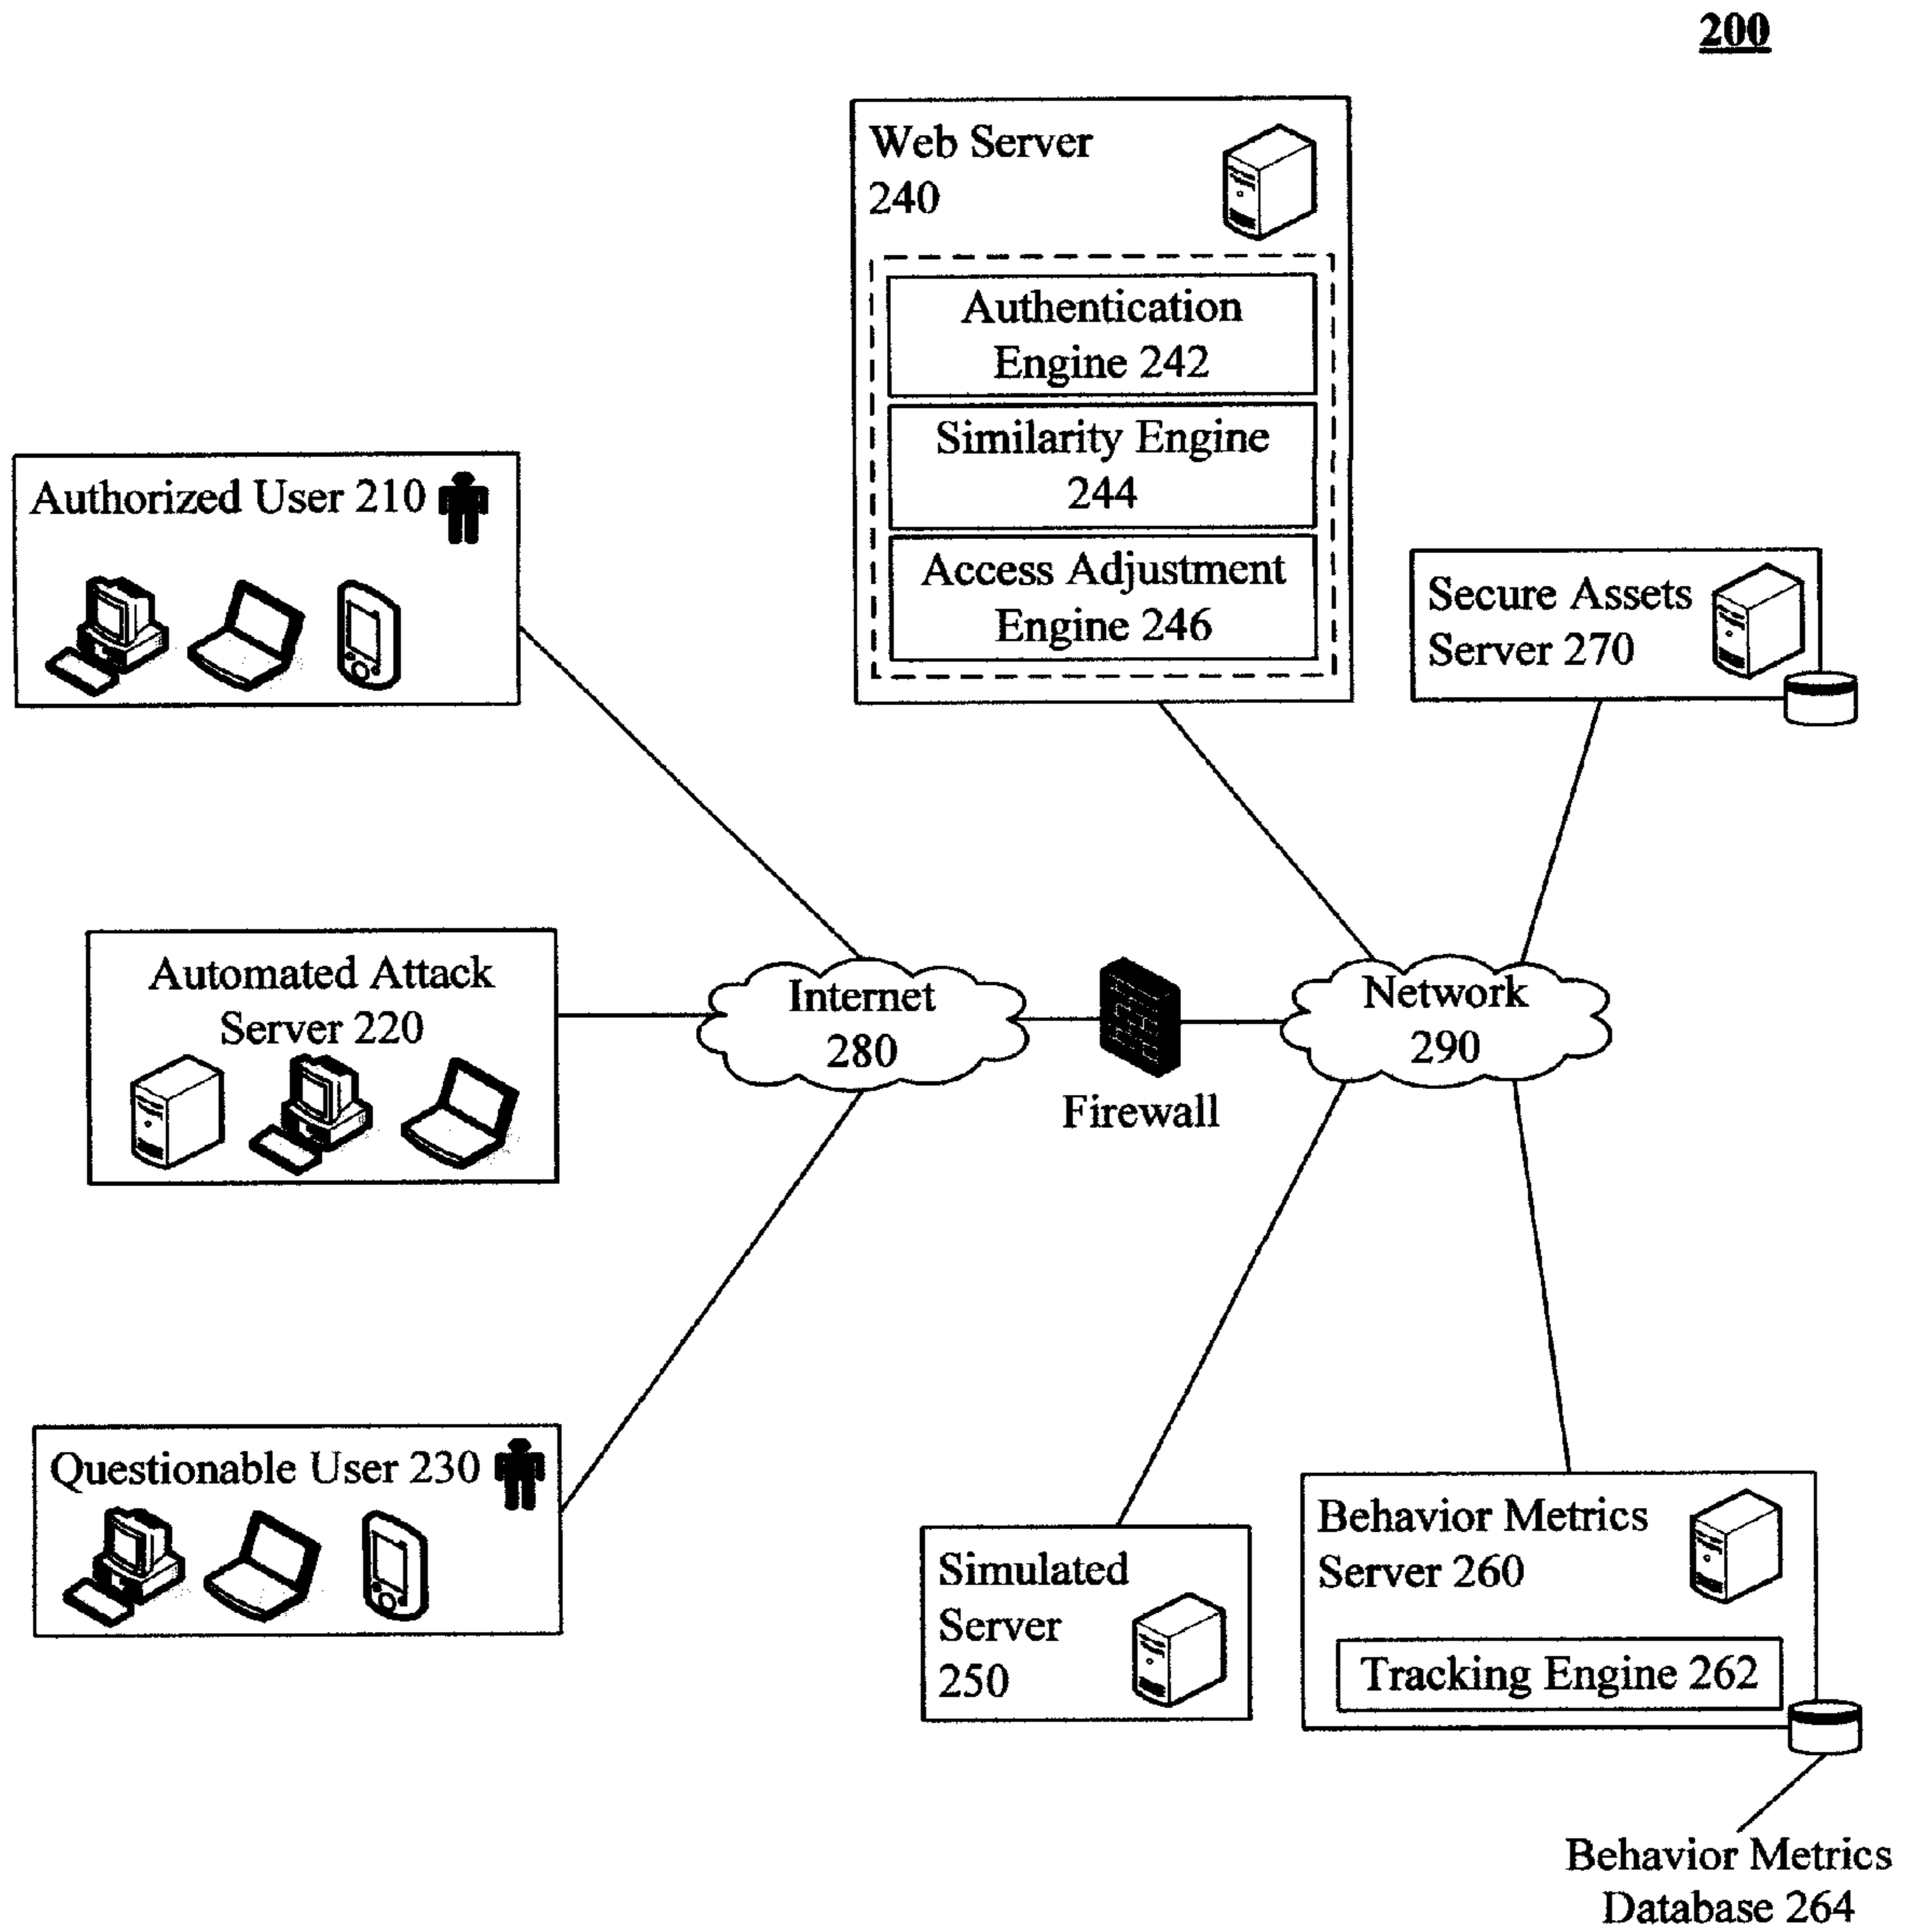 200
Web Server
240
Authentication
Engine 242
Similarity Engine
244
Access Adjustment
Engine 246
Authorized User 210
Secure Assets
Server 270
Automated Attack
Server 220
Internet
280
Firewall
Network
290
Questionable User 230
Simulated
Server
250
Behavior Metrics
Server 260
Tracking Engine 262
Behavior Metrics
Database 264